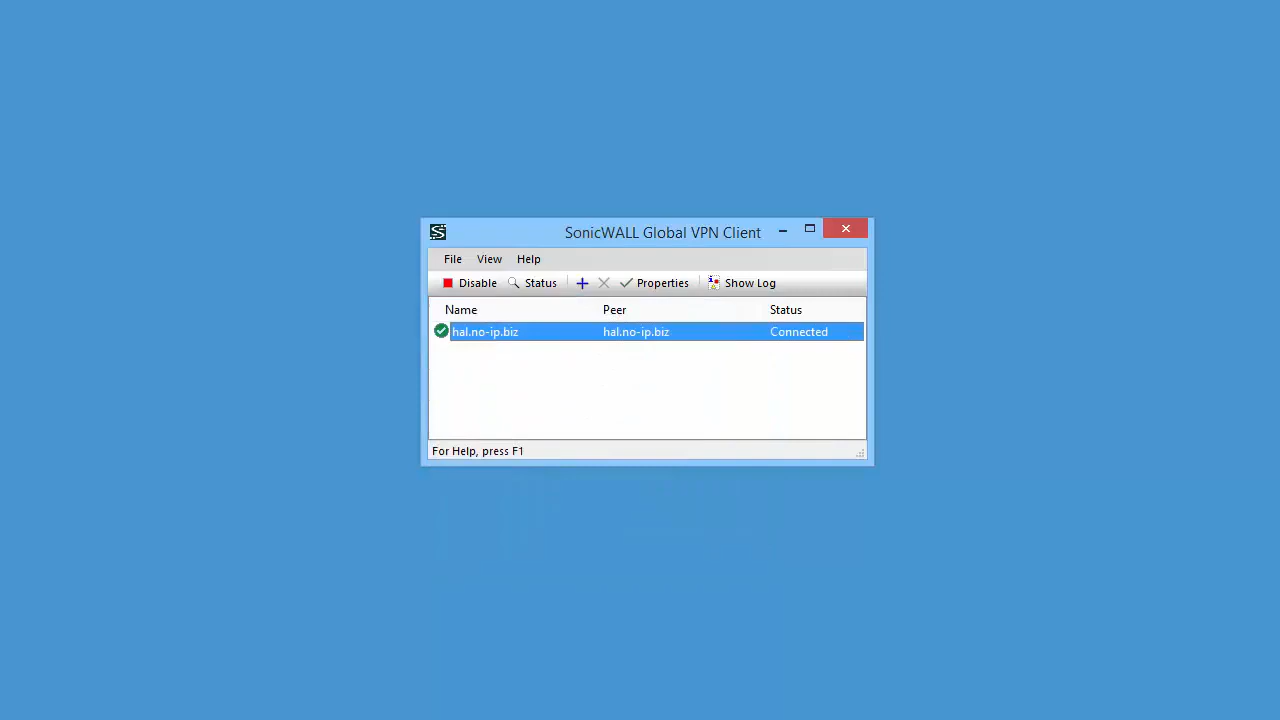 SonicWALL Global VPN Client
File View Help
Disable Status Properties Show Log
Name Peer Status
hal.no-ip.biz hal.no-ip.biz Connected
For Help, press F1